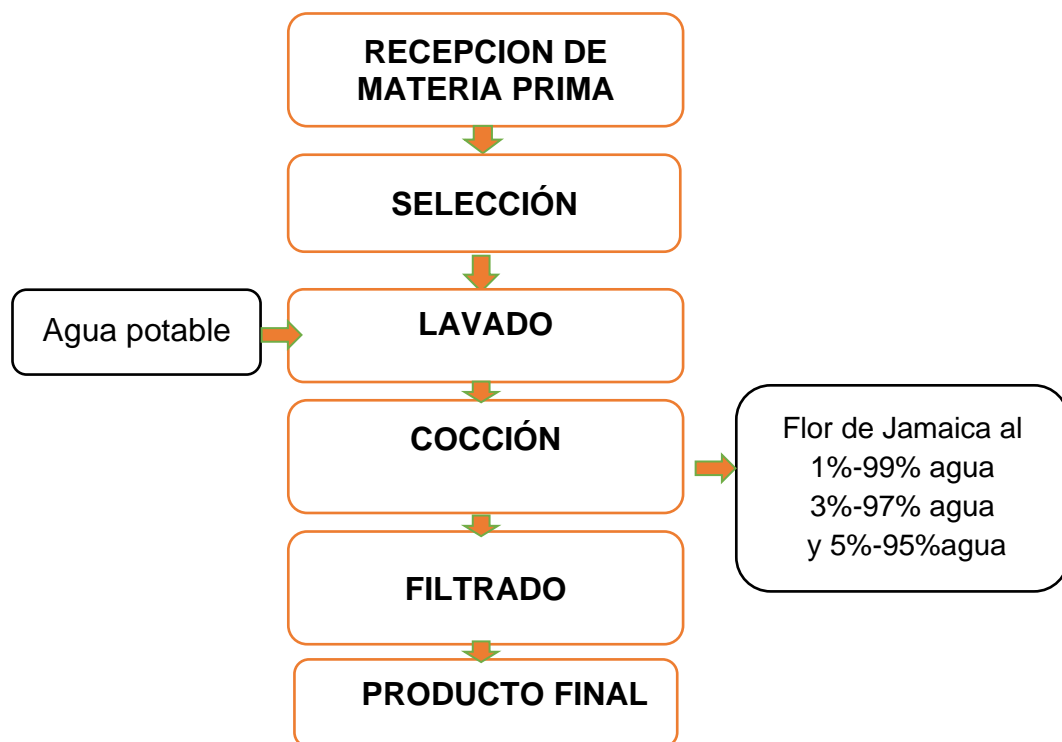 RECEPCION DE
MATERIA PRIMA
SELECCIÓN
Agua potable
LAVADO
COCCIÓN
Flor de Jamaica al
1%-99% agua
3%-97% agua
y 5%-95%agua
FILTRADO
PRODUCTO FINAL